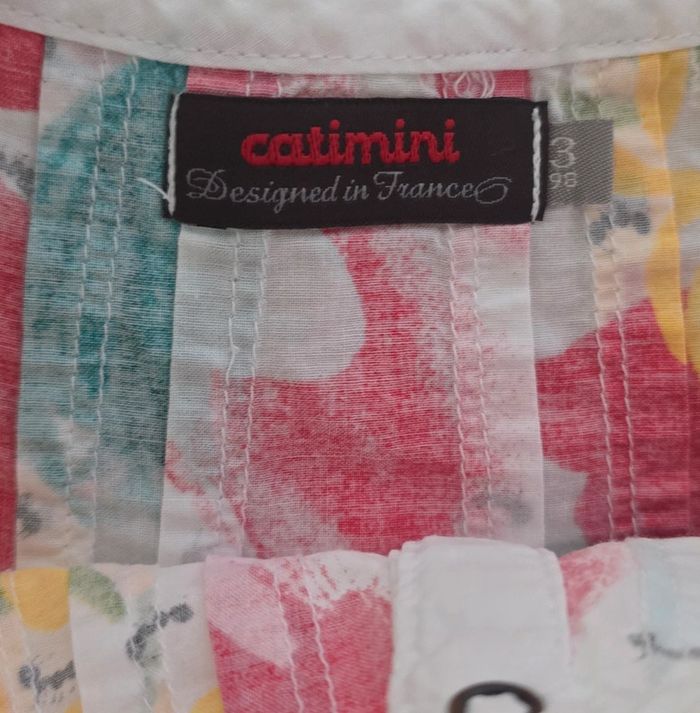 catimini
Designed in France
3
98